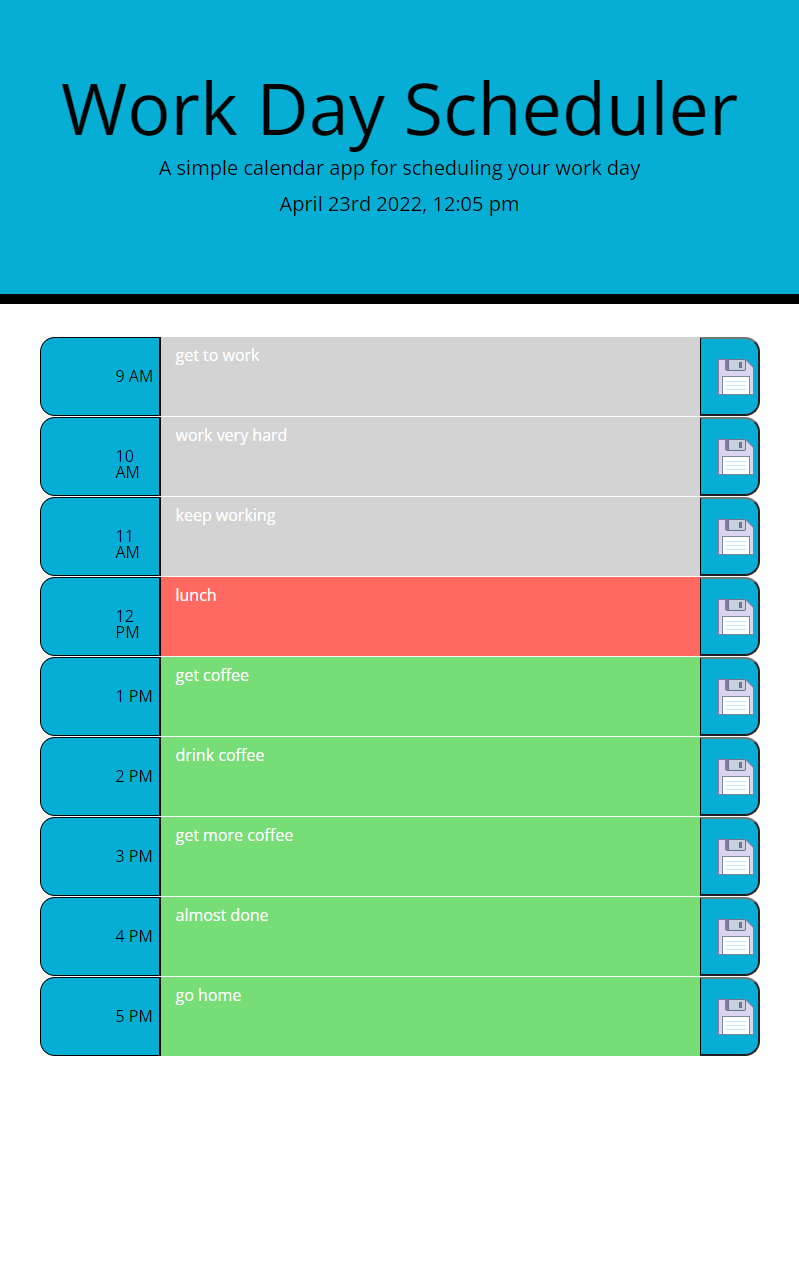 Work Day Scheduler
A simple calendar app for scheduling your work day
April 23rd 2022, 12:05 pm
9 AM
get to work
10
AM
work very hard
11
AM
keep working
12
PM
lunch
1 PM
get coffee
2 PM
drink coffee
3 PM
get more coffee
4 PM
almost done
5 PM
go home